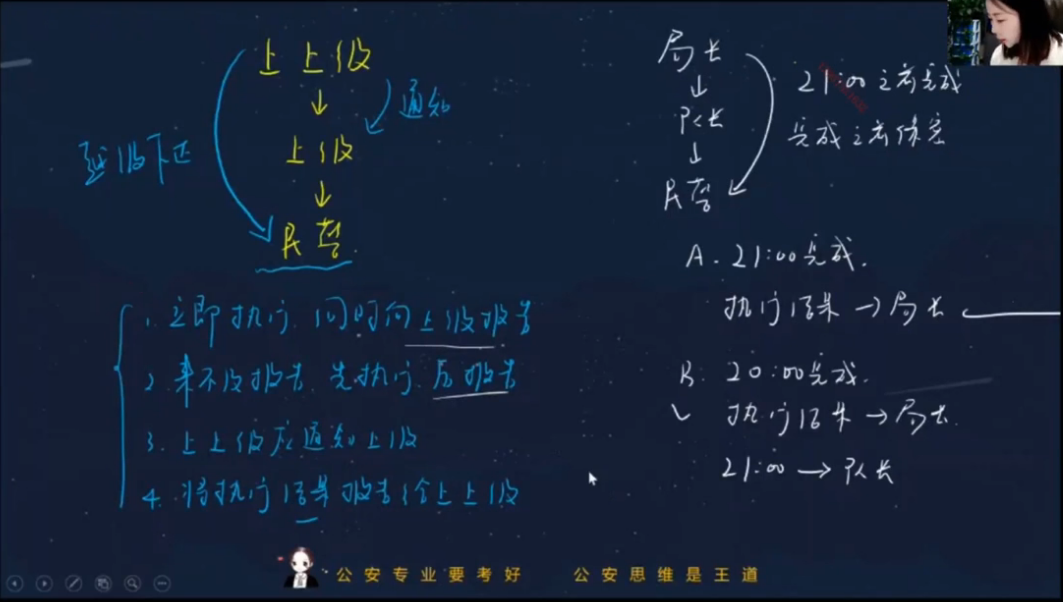 上上级
通知
上级
越级下达
民警
1. 立即执行. 同时向上级报告
2. 来不及报告. 先执行. 后报告
3. 上上级应通知上级
4. 将执行结果报告给上上级
局长
21:00之前完成
队长
完成之前保密
民警
A. 21:00完成.
执行结果→局长
B. 20:00完成.
执行结果→局长.
21:00→队长
公安专业要考好 公安思维是王道